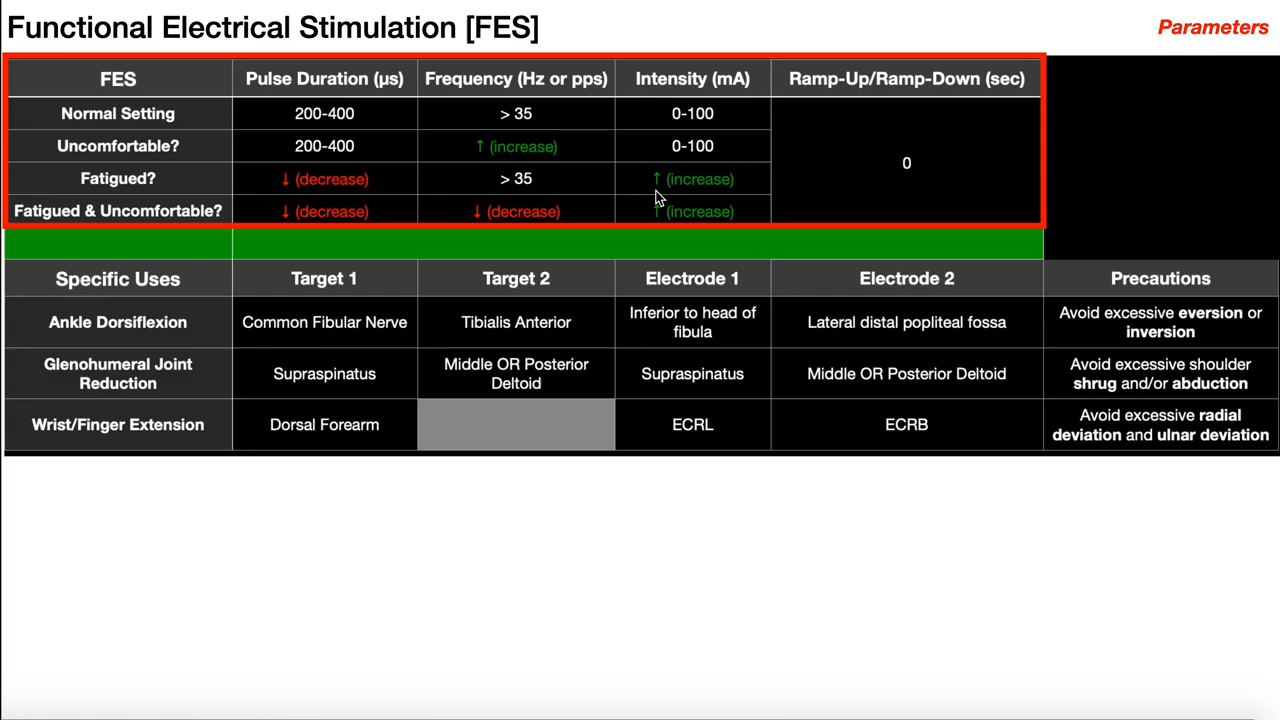 Functional Electrical Stimulation [FES]
Parameters
FES Pulse Duration (µs) Frequency (Hz or pps) Intensity (mA) Ramp-Up/Ramp-Down (sec)
Normal Setting 200-400 > 35 0-100
Uncomfortable? 200-400 ↑ (increase) 0-100
0
Fatigued? ↓ (decrease) > 35 ↑ (increase)
Fatigued & Uncomfortable? ↓ (decrease) ↓ (decrease) ↑ (increase)
Specific Uses Target 1 Target 2 Electrode 1 Electrode 2 Precautions
Ankle Dorsiflexion Common Fibular Nerve Tibialis Anterior
Inferior to head of
fibula
Lateral distal popliteal fossa
Avoid excessive eversion or
inversion
Glenohumeral Joint
Reduction
Supraspinatus
Middle OR Posterior
Deltoid
Supraspinatus Middle OR Posterior Deltoid
Avoid excessive shoulder
shrug and/or abduction
Wrist/Finger Extension Dorsal Forearm ECRL ECRB
Avoid excessive radial
deviation and ulnar deviation